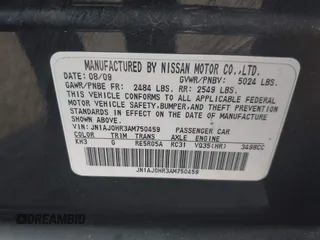 MANUFACTURED BY NISSAN MOTOR CO.,LTD.
DATE: 08/09 GVWR/PNBV: 5024 LBS.
GAWR/PNBE FR: 2484 LBS. RR: 2549 LBS.
THIS VEHICLE CONFORMS TO ALL APPLICABLE FEDERAL
MOTOR VEHICLE SAFETY, BUMPER, AND THEFT PREVENTION
STANDARDS IN EFFECT ON THE DATE OF MANUFACTURE
SHOWN ABOVE.
VIN: JN1AJ0HR3AM750459 PASSENGER CAR
COLOR TRIM TRANS AXLE ENGINE
KH3 G RE5R05A RC31 VQ35(HR) 3498CC
JN1AJ0HR3AM750459
© BIDFAX
CREAMBID